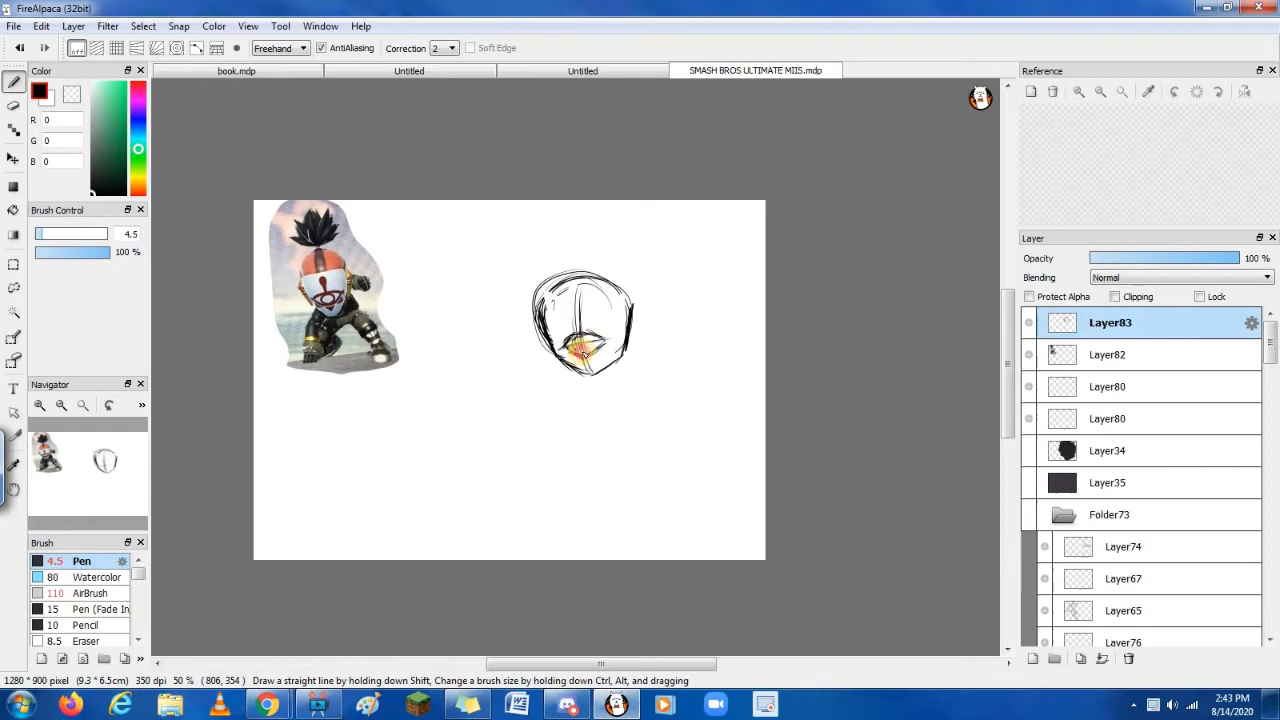 FireAlpaca (32bit)
File Edit Layer Filter Select Snap Color View Tool Window Help
off Freehand AntiAliasing Correction 2 Soft Edge
Color
book.mdp Untitled Untitled SMASH BROS ULTIMATE MIIS.mdp
Reference
R 0
G 0
B 0
Brush Control
4.5
100 %
Layer
Opacity 100 %
Blending Normal
Protect Alpha Clipping Lock
Layer83
Layer82
Layer80
Layer80
Layer34
Layer35
Folder73
Layer74
Layer67
Layer65
Layer76
Navigator
Brush
4.5 Pen
80 Watercolor
110 AirBrush
15 Pen (Fade In
10 Pencil
8.5 Eraser
1280 * 900 pixel (9.3 * 6.5cm) 350 dpi 50 % (806, 354) Draw a straight line by holding down Shift, Change a brush size by holding down Ctrl, Alt, and dragging
2:43 PM
8/14/2020